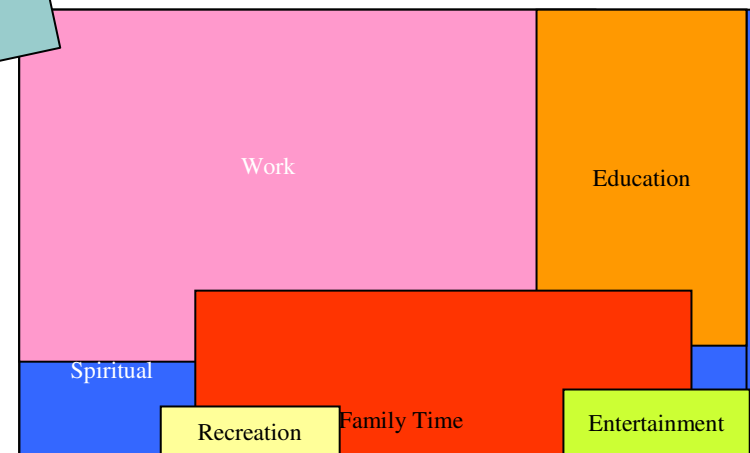 Work
Education
Spiritual
Family Time
Recreation
Entertainment